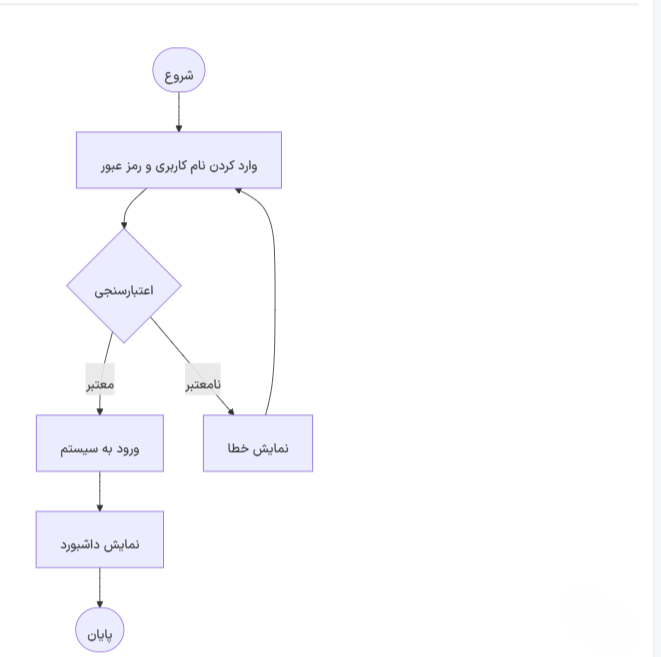 شروع
وارد کردن نام کاربری و رمز عبور
اعتبارسنجی
معتبر
نامعتبر
ورود به سیستم
نمایش خطا
نمایش داشبورد
پایان